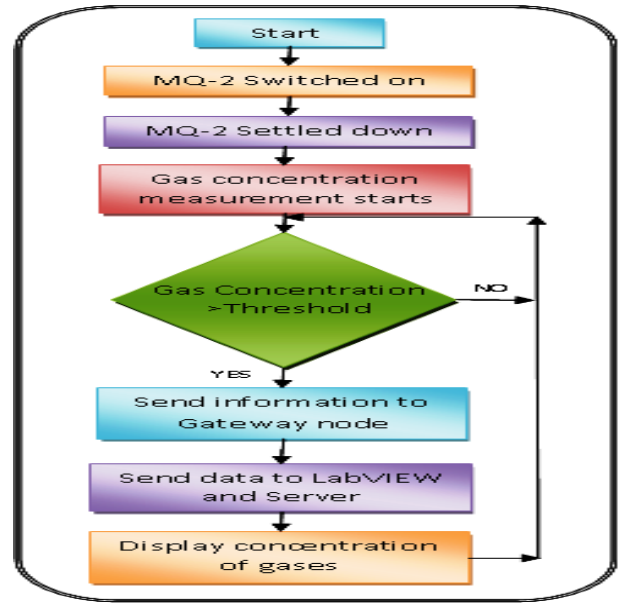 Start
MQ-2 Switched on
MQ-2 Settled down
Gas concentration
measurement starts
Gas Concentration
>Threshold
NO
YES
Send information to
Gateway node
Send data to LabVIEW
and Server
Display concentration
of gases